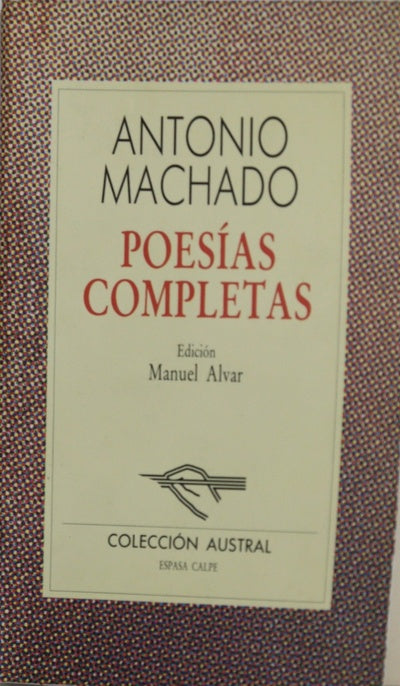 ANTONIO
MACHADO
POESÍAS
COMPLETAS
Edición
Manuel Alvar
COLECCIÓN AUSTRAL
ESPASA CALPE